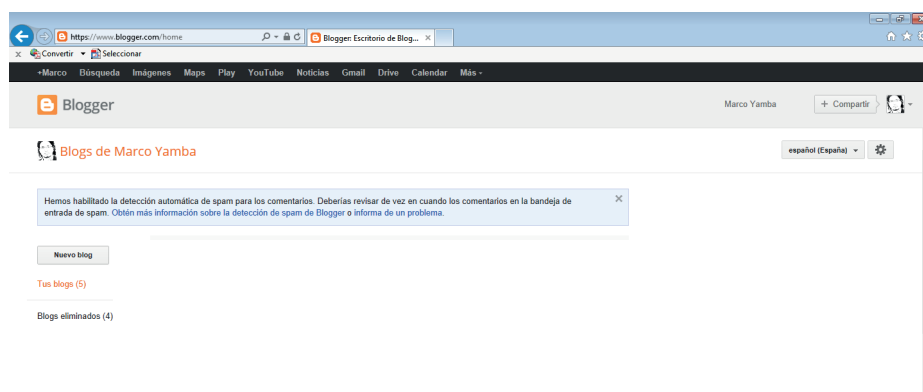 https://www.blogger.com/home
Blogger: Escritorio de Blog...
x Convertir Seleccionar
+Marco Búsqueda Imágenes Maps Play YouTube Noticias Gmail Drive Calendar Más
Blogger
Marco Yamba
+ Compartir
Blogs de Marco Yamba
español (España)
Hemos habilitado la detección automática de spam para los comentarios. Deberías revisar de vez en cuando los comentarios en la bandeja de
entrada de spam. Obtén más información sobre la detección de spam de Blogger o informa de un problema.
Nuevo blog
Tus blogs (5)
Blogs eliminados (4)